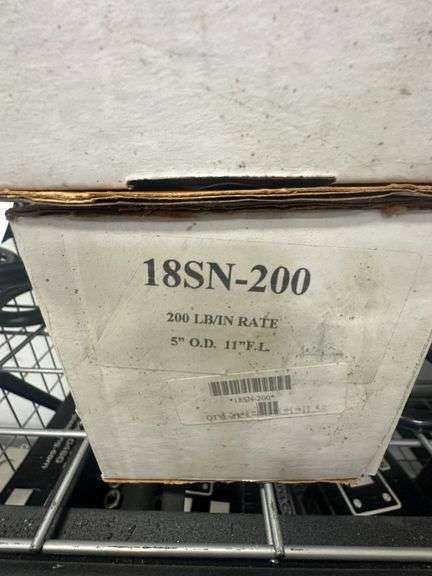 18SN-200
200 LB/IN RATE
5" O.D. 11"F.L.
*18SN-200*